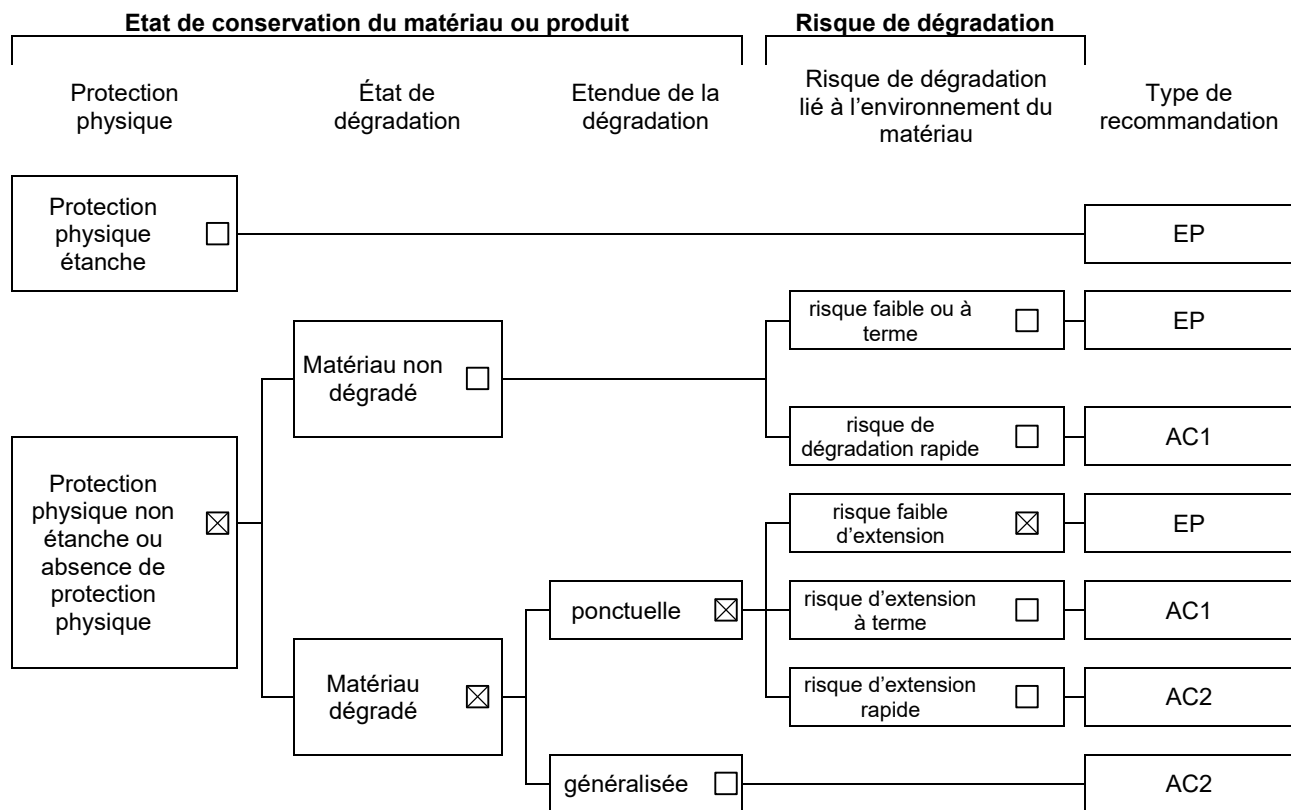 Etat de conservation du matériau ou produit
Risque de dégradation
Protection
physique
État de
dégradation
Etendue de la
dégradation
Risque de dégradation
lié à l'environnement du
matériau
Type de
recommandation
Protection
physique
étanche
EP
risque faible ou à
terme
EP
Matériau non
dégradé
risque de
dégradation rapide
AC1
Protection
physique non
étanche ou
absence de
protection
physique
risque faible
d'extension
EP
ponctuelle
risque d'extension
à terme
AC1
Matériau
dégradé
risque d'extension
rapide
AC2
généralisée
AC2